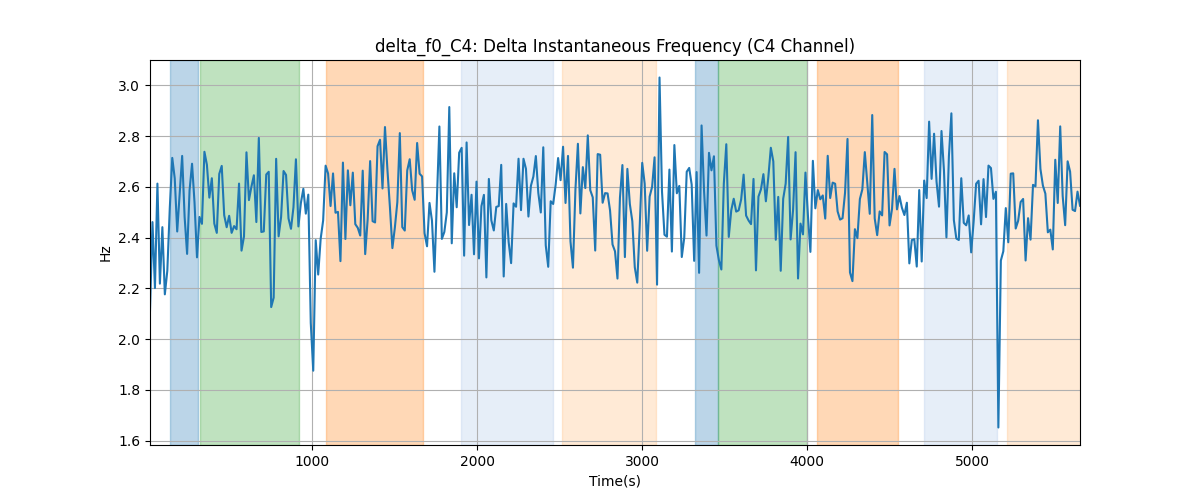 delta_f0_C4: Delta Instantaneous Frequency (C4 Channel)
Hz
3.0
2.8
2.6
2.4
2.2
2.0
1.8
1.6
1000 2000 3000 4000 5000
Time(s)